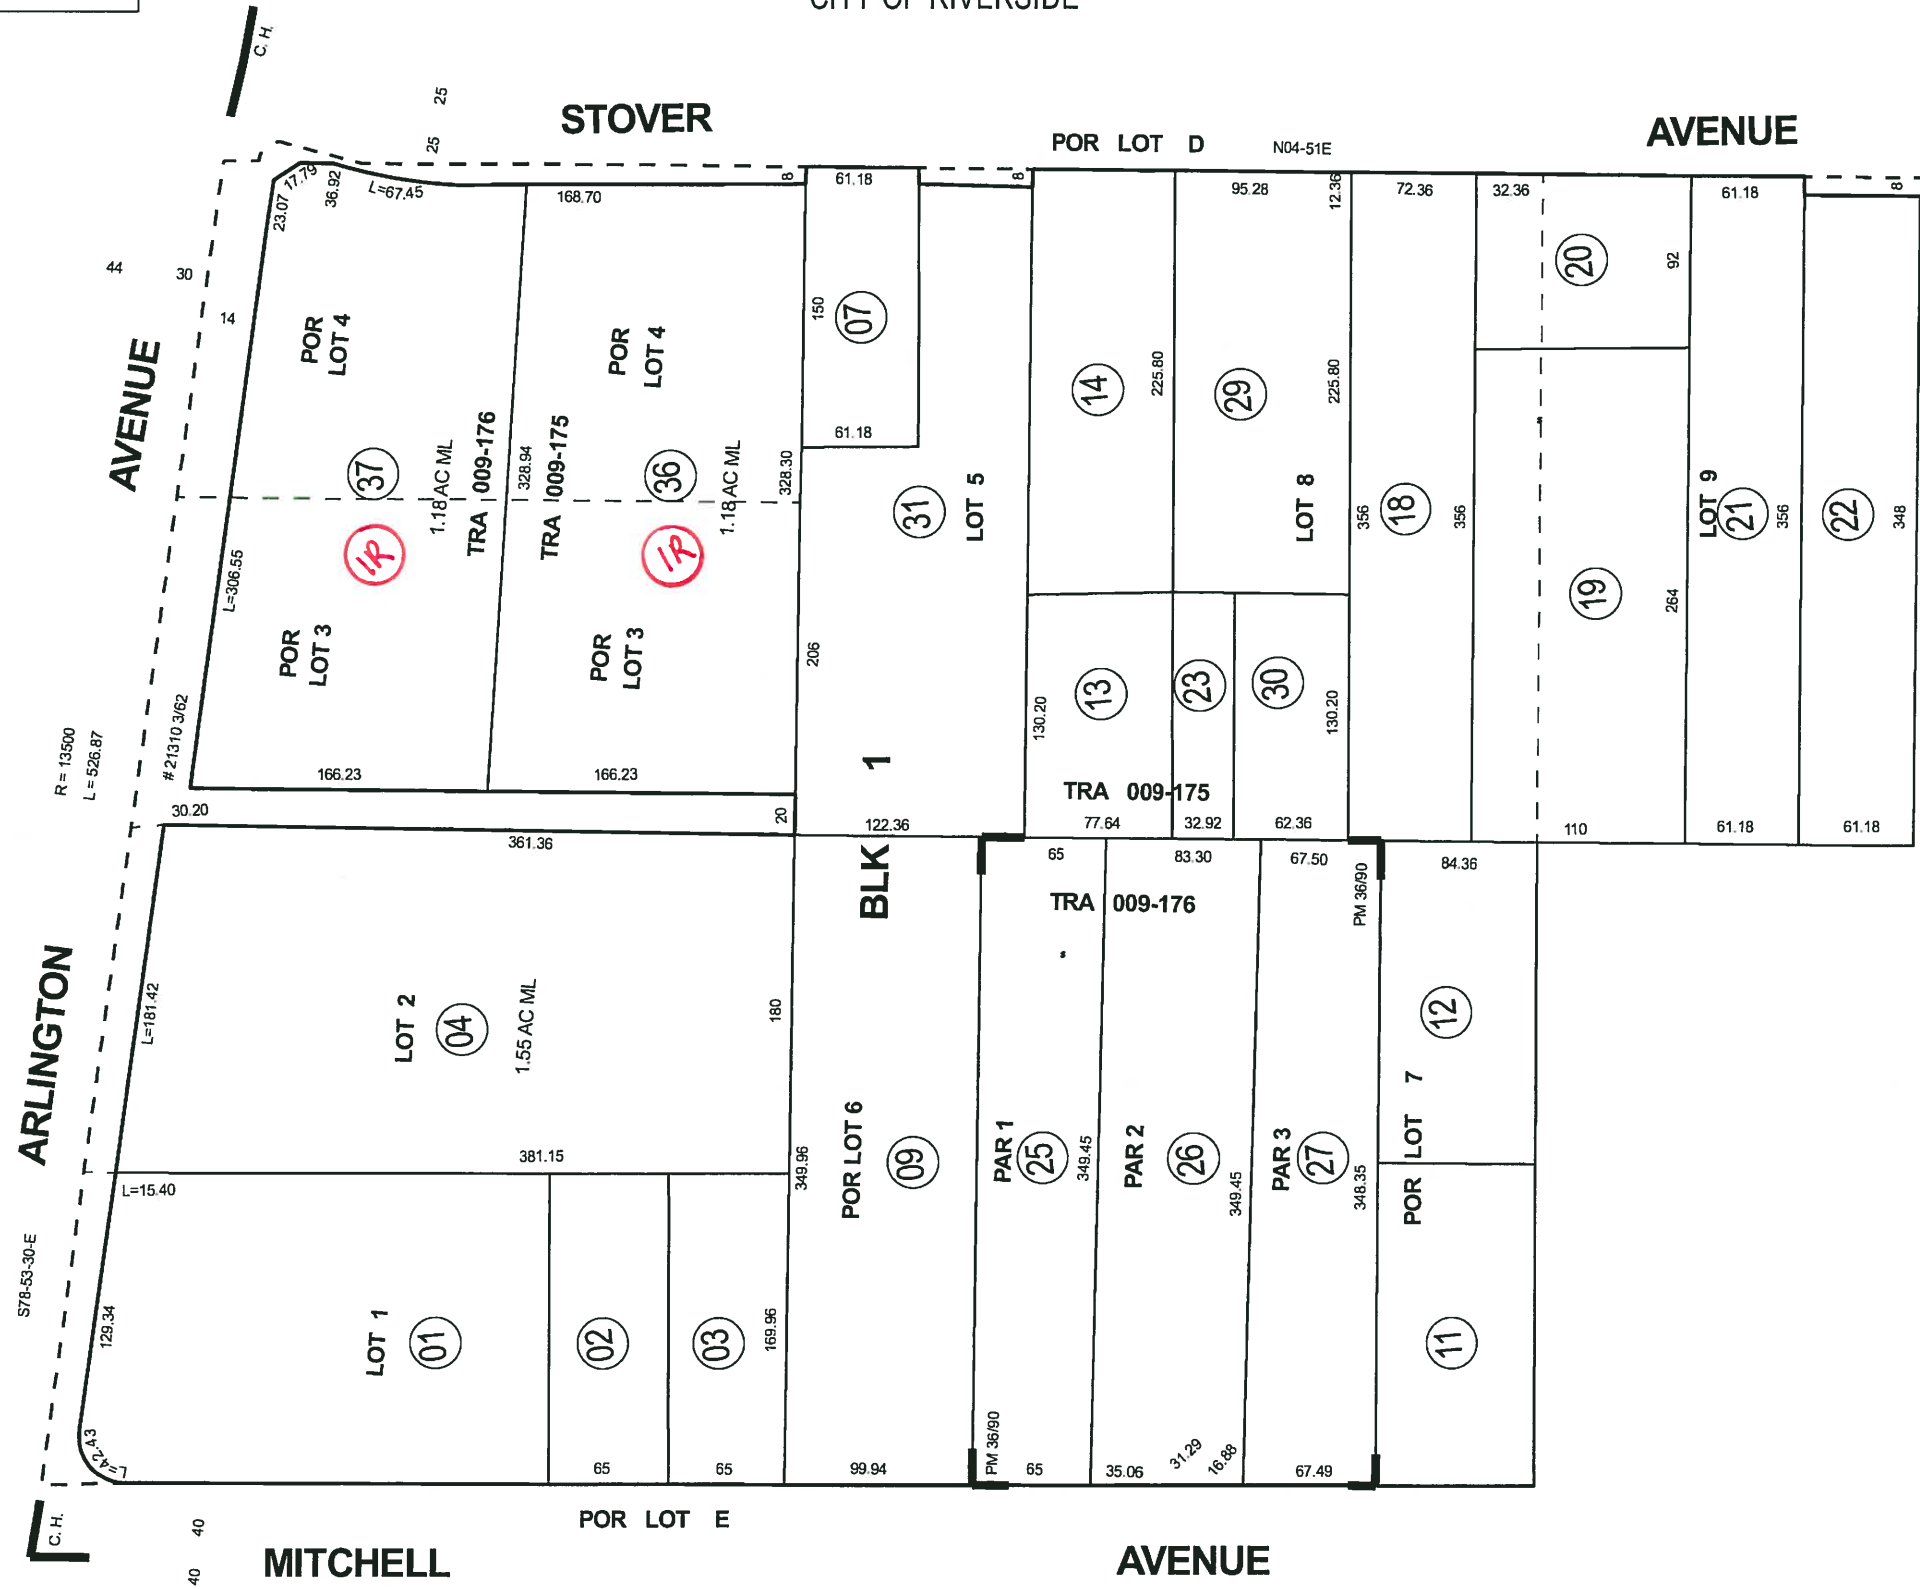 CITY OF RIVERSIDE
C. H.
25
25
STOVER
AVENUE
POR LOT D
N04-51E
17.79
36.92
23.07
L=67.45
168.70
8
61.18
8
95.28
12.36
72.36
32.36
61.18
8
44
30
14
AVENUE
POR
LOT 4
POR
LOT 4
150
07
61.18
14
225.80
29
225.80
20
92
37
1.18 AC ML
TRA 009-176
328.94
TRA 009-175
36
1.18 AC ML
328.30
31
LOT 5
LOT 8
356
18
356
LOT 9
21
356
22
348
1R
1R
L=306.55
POR
LOT 3
POR
LOT 3
206
19
264
130.20
13
23
30
130.20
R = 13500
L = 526.87
# 21310 3/62
166.23
166.23
BLK 1
TRA 009-175
30.20
20
122.36
77.64
32.92
62.36
110
61.18
61.18
361.36
65
83.30
67.50
PM 36/90
84.36
TRA 009-176
ARLINGTON
L=181.42
LOT 2
04
1.55 AC ML
180
12
381.15
349.96
POR LOT 6
09
PAR 1
25
349.45
PAR 2
26
349.45
PAR 3
27
348.35
POR LOT 7
L=15.40
S78-53-30-E
129.34
LOT 1
01
02
03
169.96
11
L=42.43
65
65
99.94
PM 36/90
65
35.06
31.29
16.88
67.49
C. H.
40
40
POR LOT E
MITCHELL
AVENUE